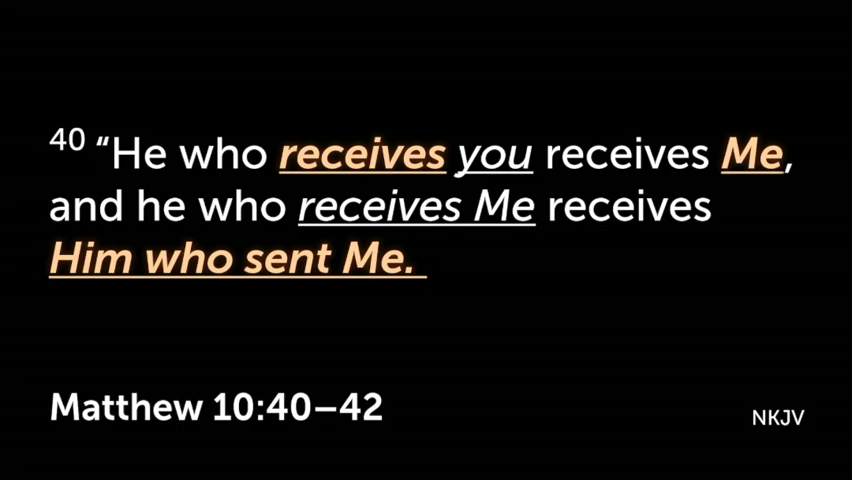 40 “He who receives you receives Me,
and he who receives Me receives
Him who sent Me.
Matthew 10:40–42
NKJV